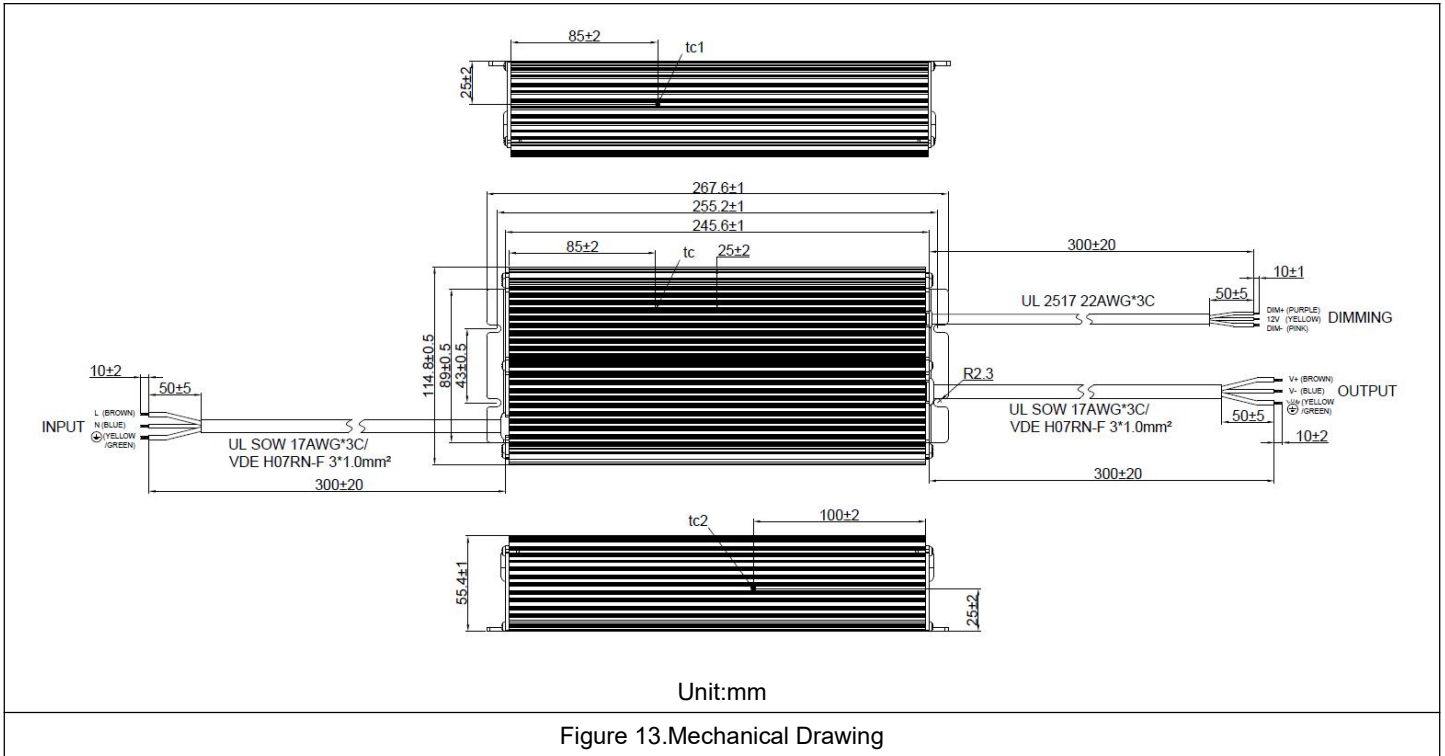 85±2
tc1
25±2
267.6±1
255.2±1
245.6±1
85±2
tc
25±2
300±20
10±1
50±5
UL 2517 22AWG*3C
DIM+ (PURPLE)
12V (YELLOW)
DIM- (PINK)
DIMMING
114.8±0.5
89±0.5
43±0.5
R2.3
10±2
50±5
L (BROWN)
INPUT
N (BLUE)
(YELLOW
/GREEN)
UL SOW 17AWG*3C/
VDE H07RN-F 3*1.0mm²
300±20
V+ (BROWN)
V- (BLUE)
OUTPUT
(YELLOW
/GREEN)
UL SOW 17AWG*3C/
VDE H07RN-F 3*1.0mm²
50±5
10±2
300±20
tc2
100±2
55.4±1
25±2
Unit:mm
Figure 13.Mechanical Drawing